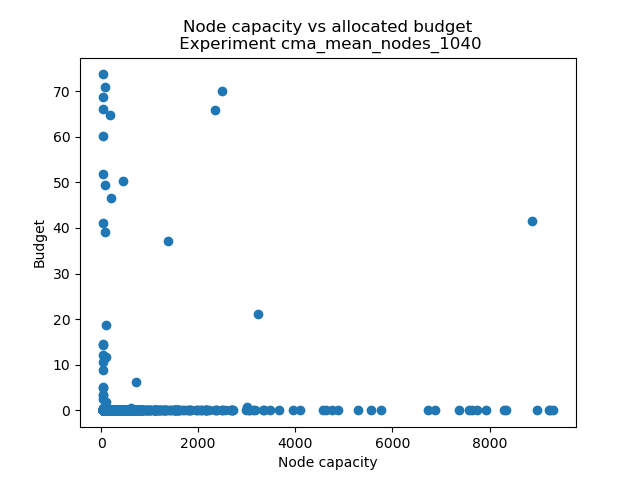 Node capacity vs allocated budget
Experiment cma_mean_nodes_1040
70
60
50
40
30
20
10
0
Budget
0 2000 4000 6000 8000
Node capacity